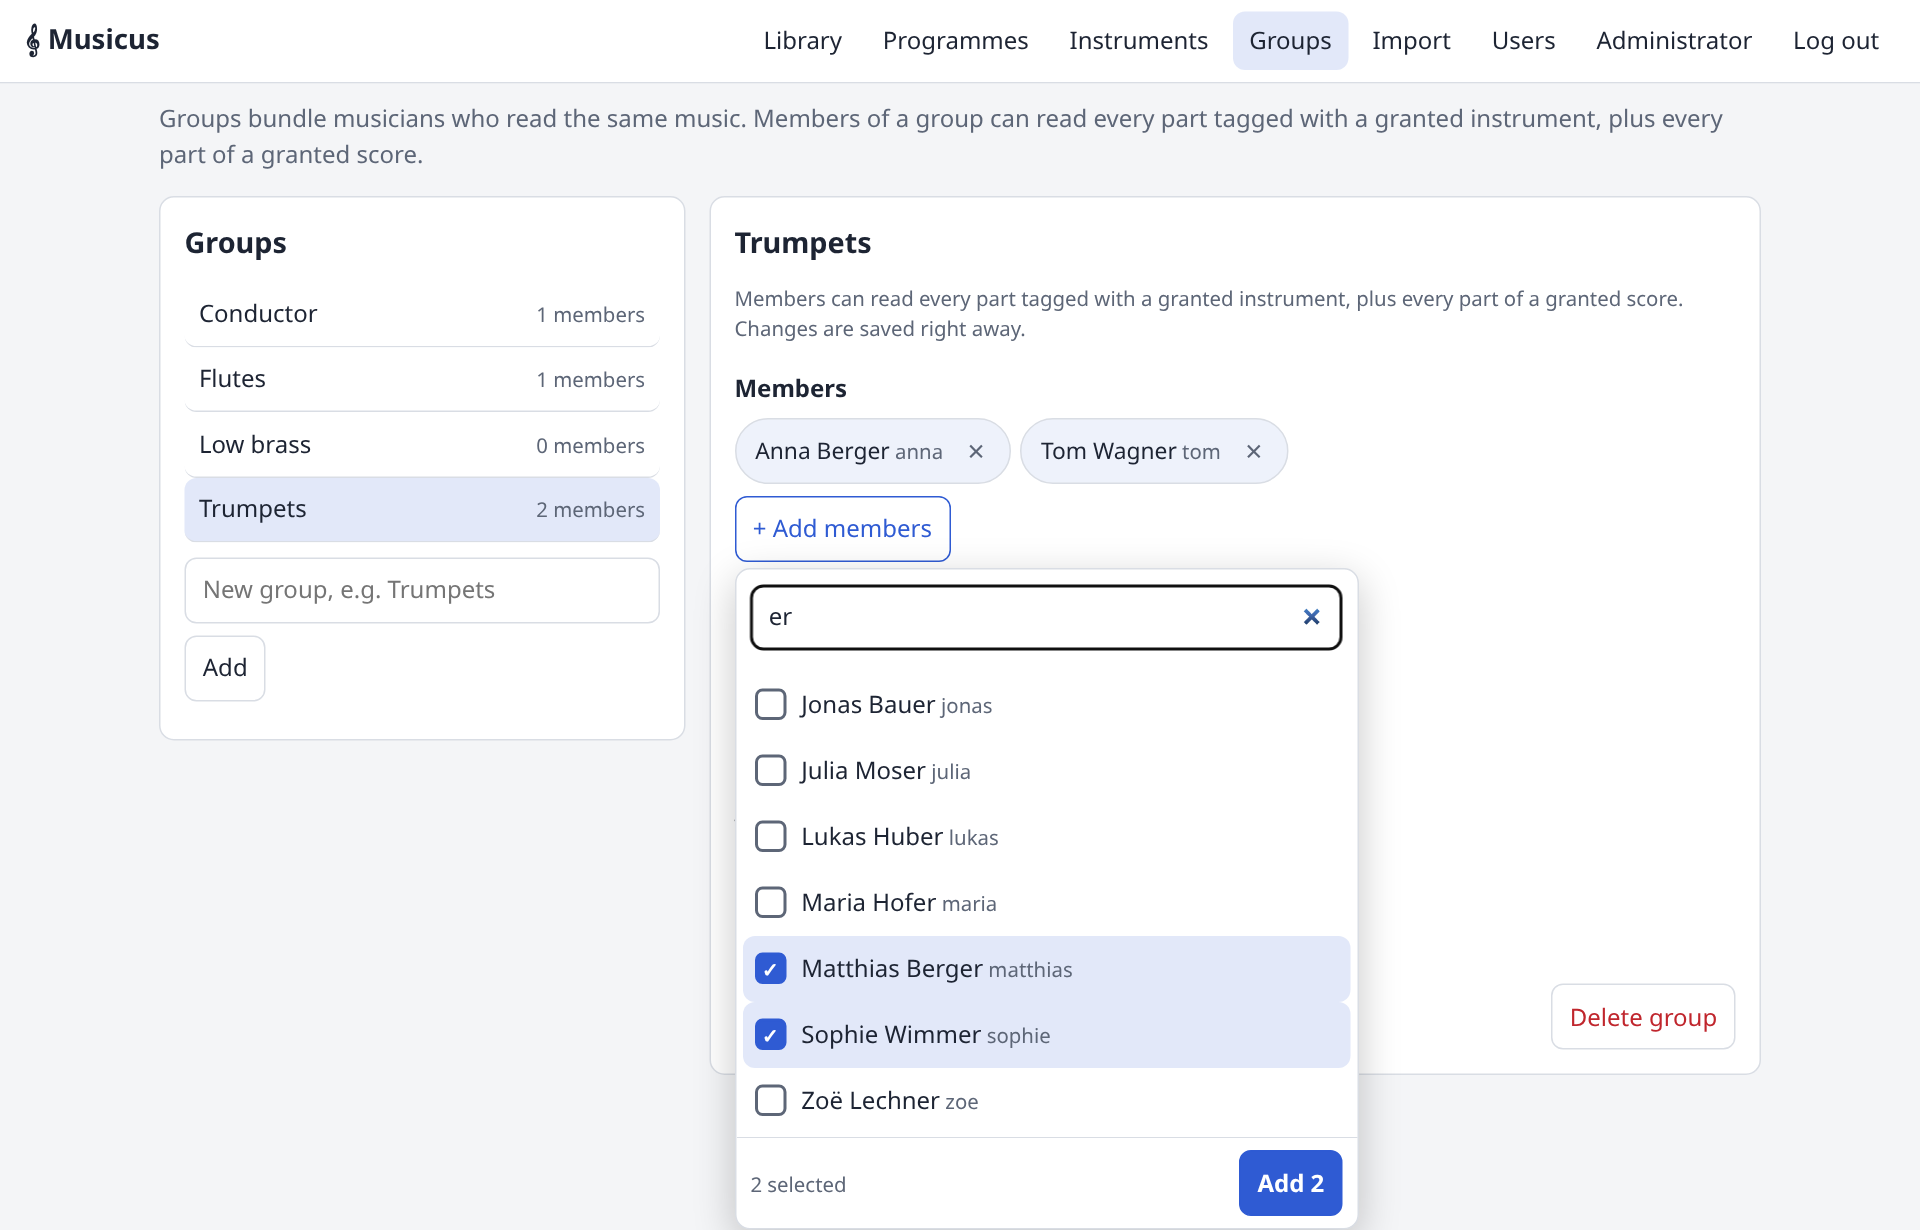 𝄞 Musicus
Library Programmes Instruments Groups Import Users Administrator Log out
Groups bundle musicians who read the same music. Members of a group can read every part tagged with a granted instrument, plus every
part of a granted score.
Groups
Conductor 1 members
Flutes 1 members
Low brass 0 members
Trumpets 2 members
New group, e.g. Trumpets
Add
Trumpets
Members can read every part tagged with a granted instrument, plus every part of a granted score.
Changes are saved right away.
Members
Anna Berger anna ✕ Tom Wagner tom ✕
+ Add members
er
Jonas Bauer jonas
Julia Moser julia
Lukas Huber lukas
Maria Hofer maria
Matthias Berger matthias
Sophie Wimmer sophie
Zoë Lechner zoe
2 selected Add 2
Delete group